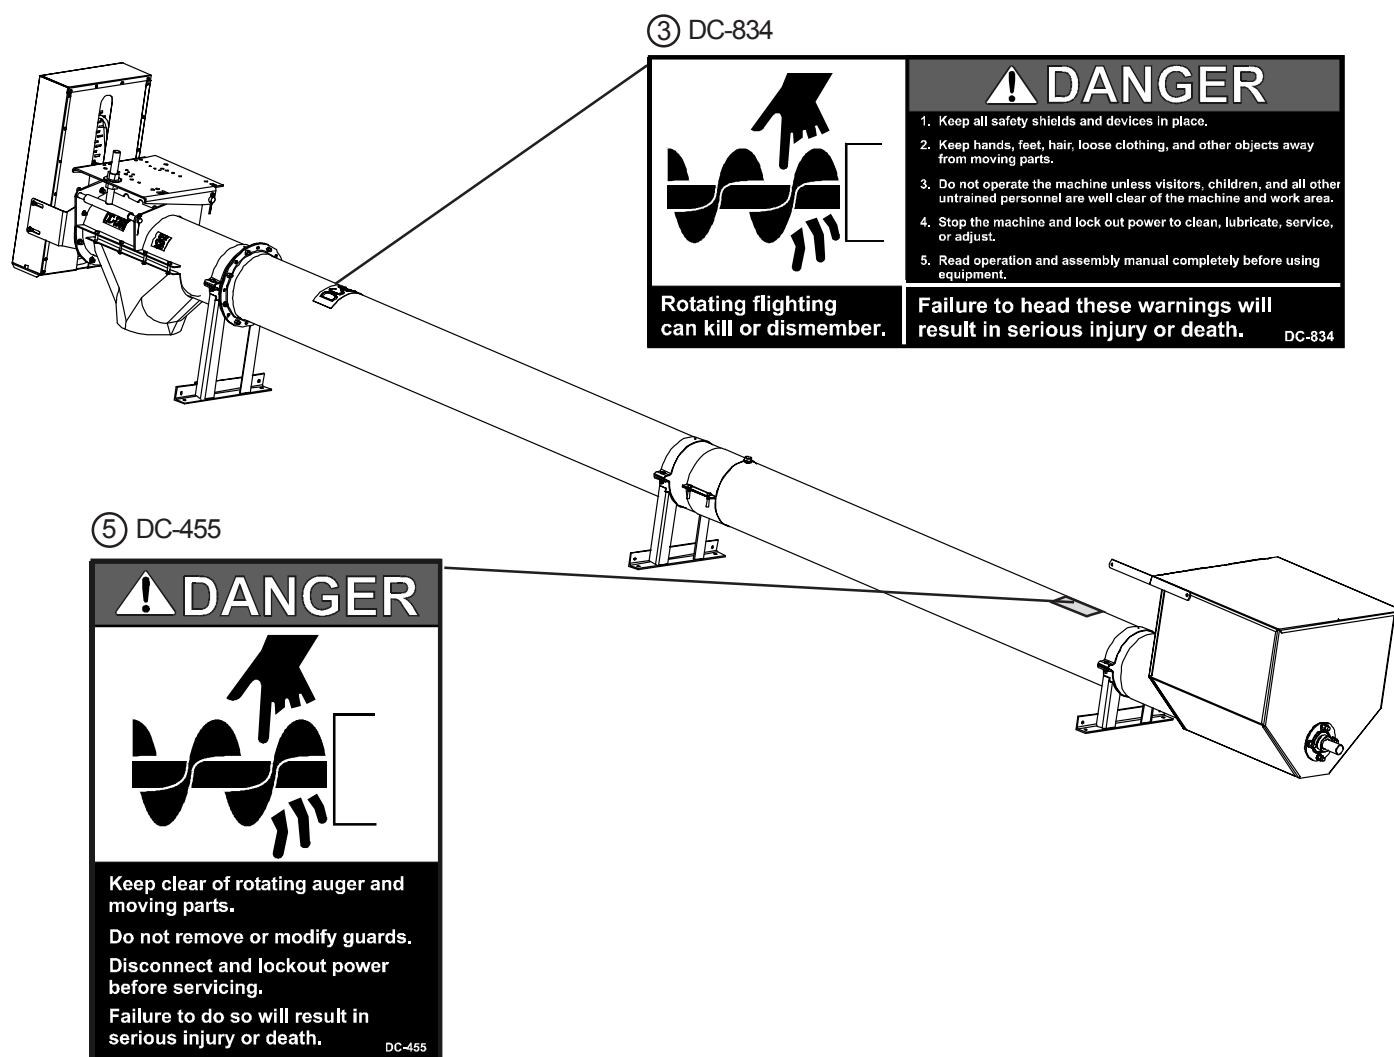 3 DC-834
DANGER
1. Keep all safety shields and devices in place.
2. Keep hands, feet, hair, loose clothing, and other objects away
from moving parts.
3. Do not operate the machine unless visitors, children, and all other
untrained personnel are well clear of the machine and work area.
4. Stop the machine and lock out power to clean, lubricate, service,
or adjust.
5. Read operation and assembly manual completely before using
equipment.
Rotating flighting
can kill or dismember.
Failure to head these warnings will
result in serious injury or death.
DC-834
5 DC-455
DANGER
Keep clear of rotating auger and
moving parts.
Do not remove or modify guards.
Disconnect and lockout power
before servicing.
Failure to do so will result in
serious injury or death.
DC-455